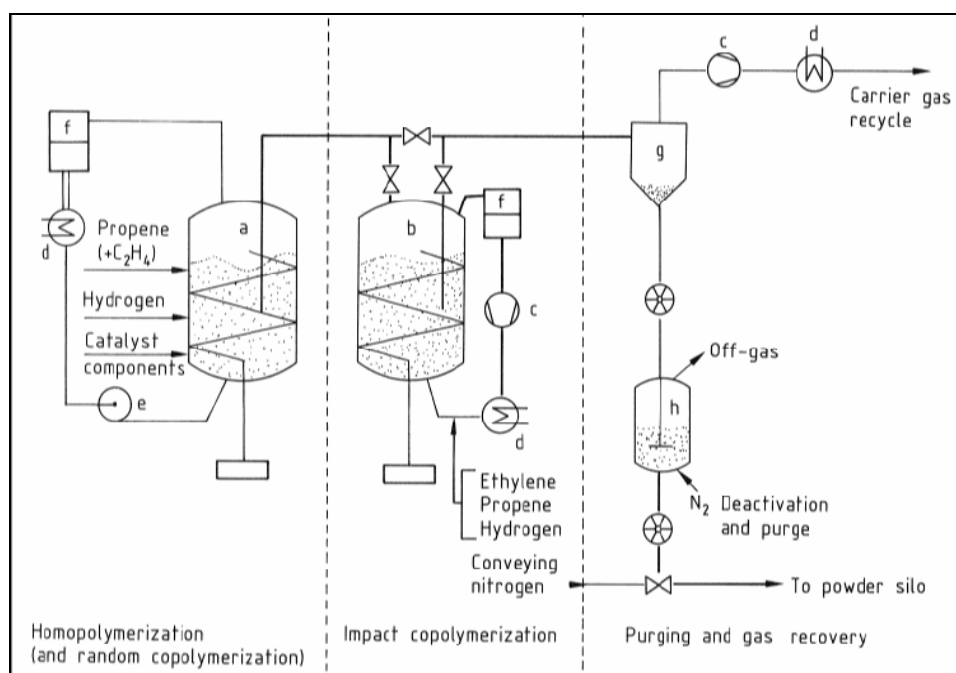 c
d
Carrier gas
recycle
f
g
d
a
b
f
Propene
(+C₂H₄)
Hydrogen
c
Catalyst
components
Off-gas
e
h
d
Ethylene
Propene
Hydrogen
N₂ Deactivation
and purge
Conveying
nitrogen
To powder silo
Homopolymerization
(and random copolymerization)
Impact copolymerization
Purging and gas recovery